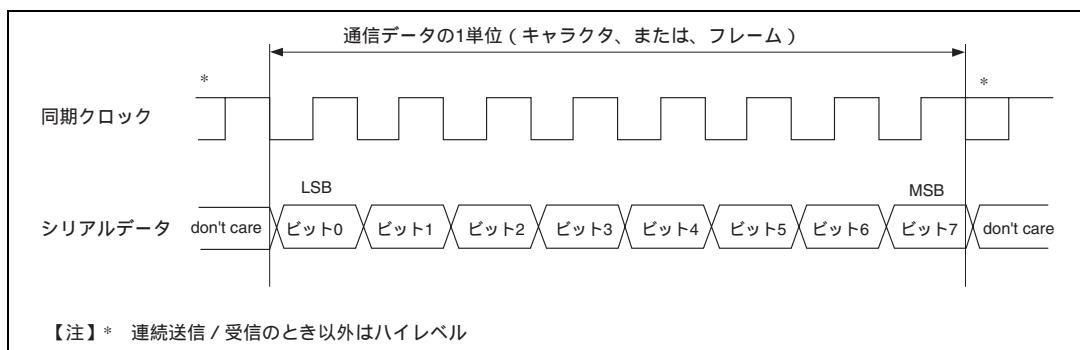 通信データの1単位（キャラクタ、または、フレーム）
* *
同期クロック
LSB MSB
シリアルデータ don't care ビット0 ビット1 ビット2 ビット3 ビット4 ビット5 ビット6 ビット7 don't care
【注】* 連続送信／受信のとき以外はハイレベル